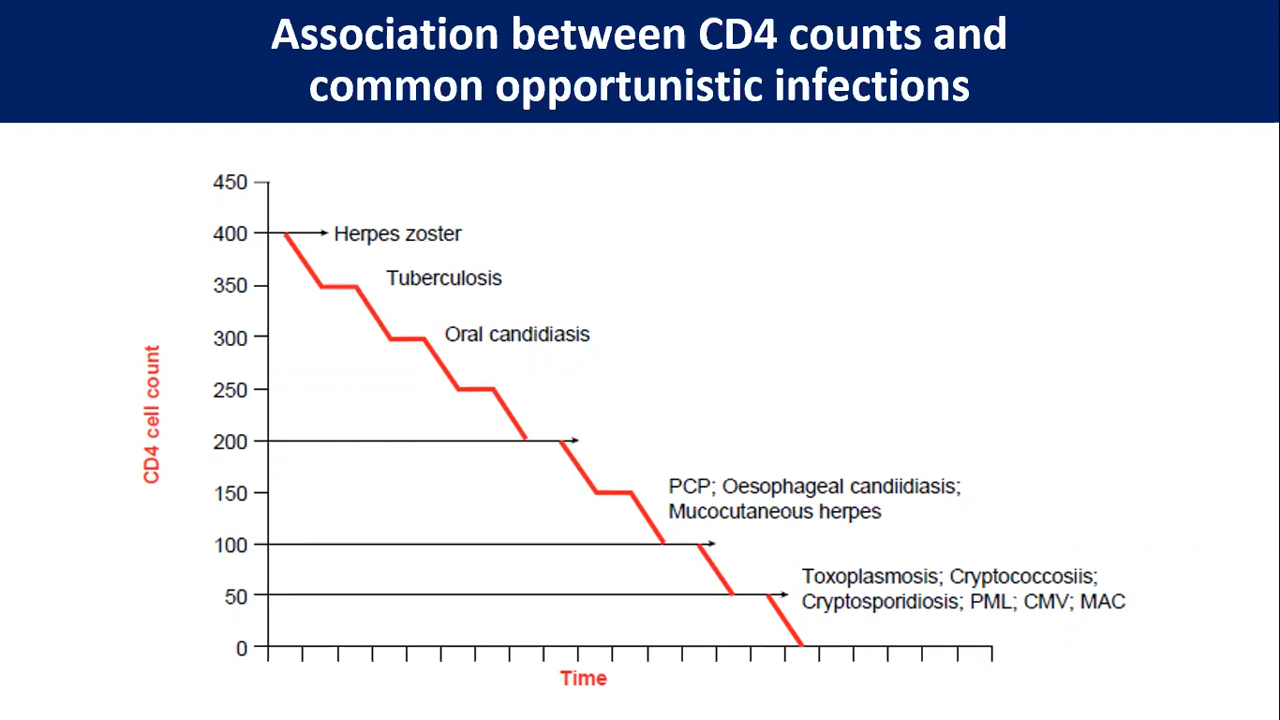 Association between CD4 counts and
common opportunistic infections
450
400
Herpes zoster
350
Tuberculosis
300
Oral candidiasis
250
200
150
PCP; Oesophageal candiidiasis;
Mucocutaneous herpes
100
50
Toxoplasmosis; Cryptococcosiis;
Cryptosporidiosis; PML; CMV; MAC
0
CD4 cell count
Time